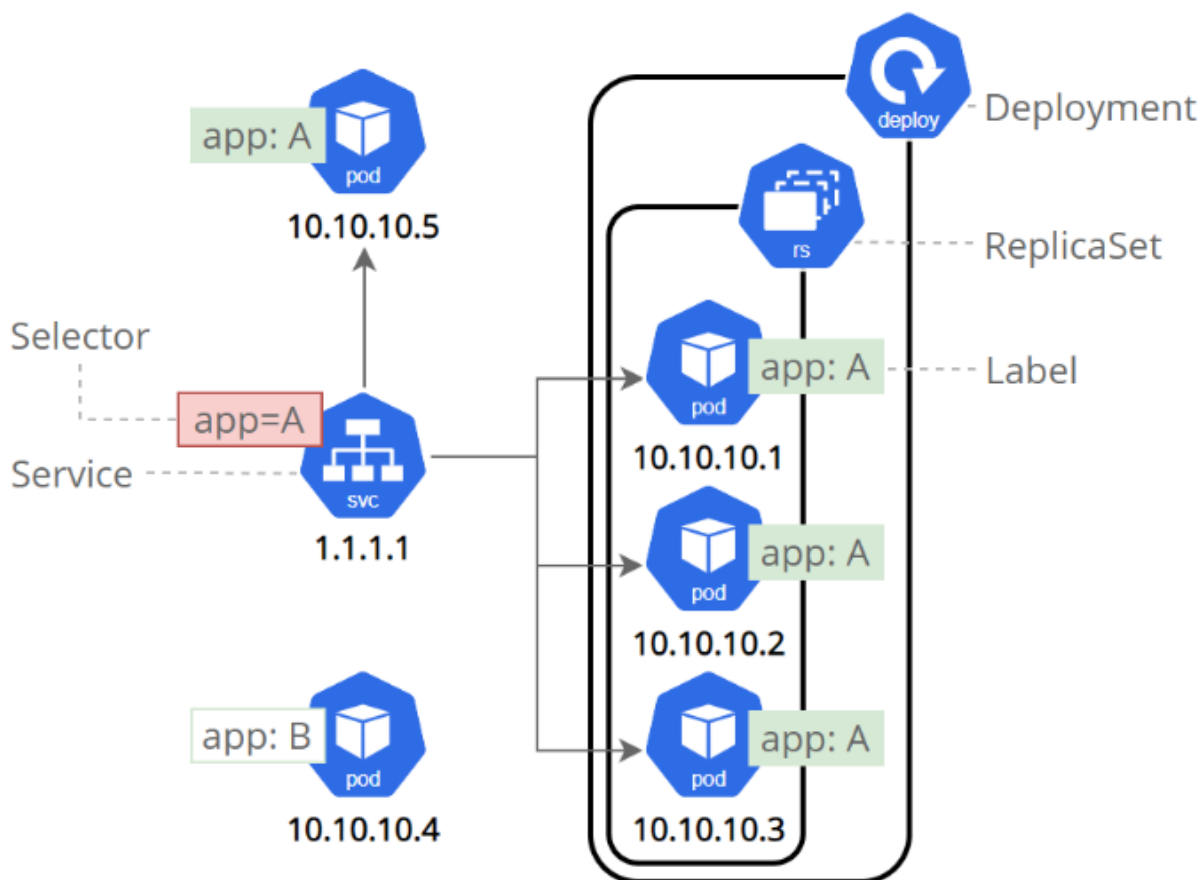 deploy
Deployment
app: A
pod
10.10.10.5
rs
ReplicaSet
Selector
app=A
Service
svc
1.1.1.1
app: A
Label
pod
10.10.10.1
app: A
pod
10.10.10.2
app: B
pod
10.10.10.4
app: A
pod
10.10.10.3